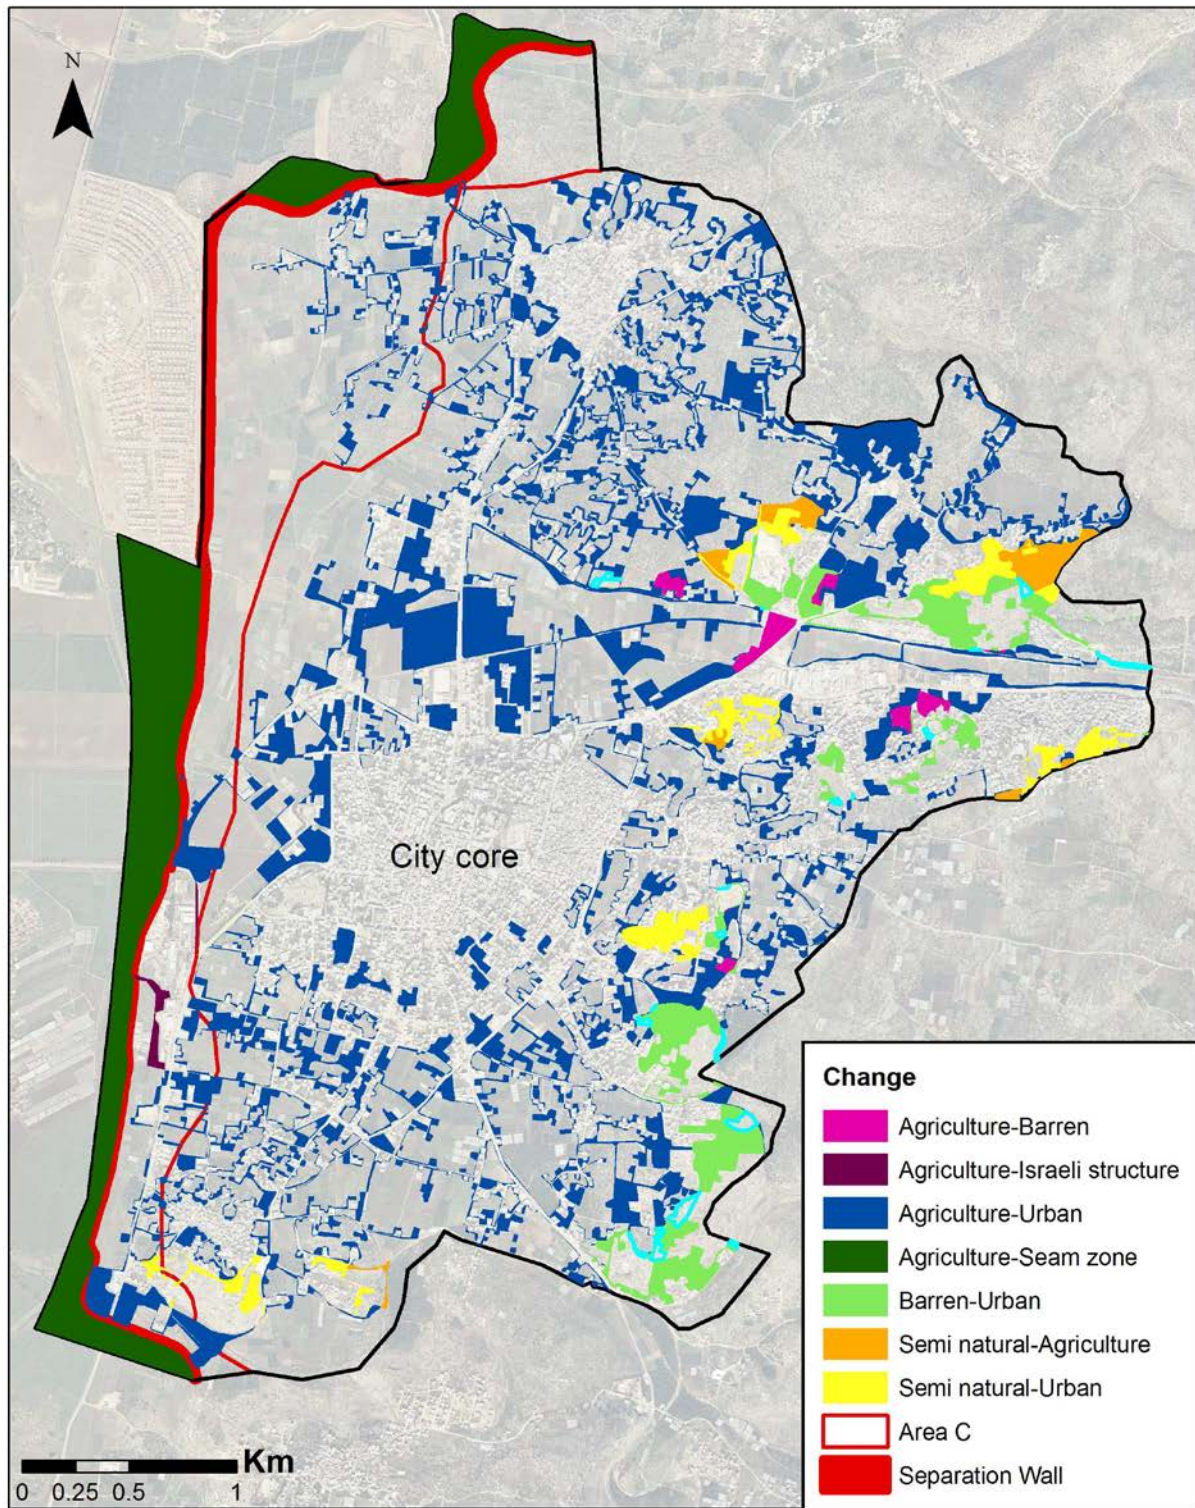 N
City core
Change
Agriculture-Barren
Agriculture-Israeli structure
Agriculture-Urban
Agriculture-Seam zone
Barren-Urban
Semi natural-Agriculture
Semi natural-Urban
Area C
Separation Wall
Km
0 0.25 0.5 1